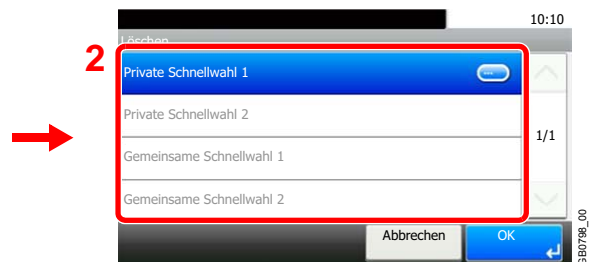 10:10
Löschen
2
Private Schnellwahl 1
...
Private Schnellwahl 2
1/1
Gemeinsame Schnellwahl 1
Gemeinsame Schnellwahl 2
Abbrechen
OK
GB0798_00